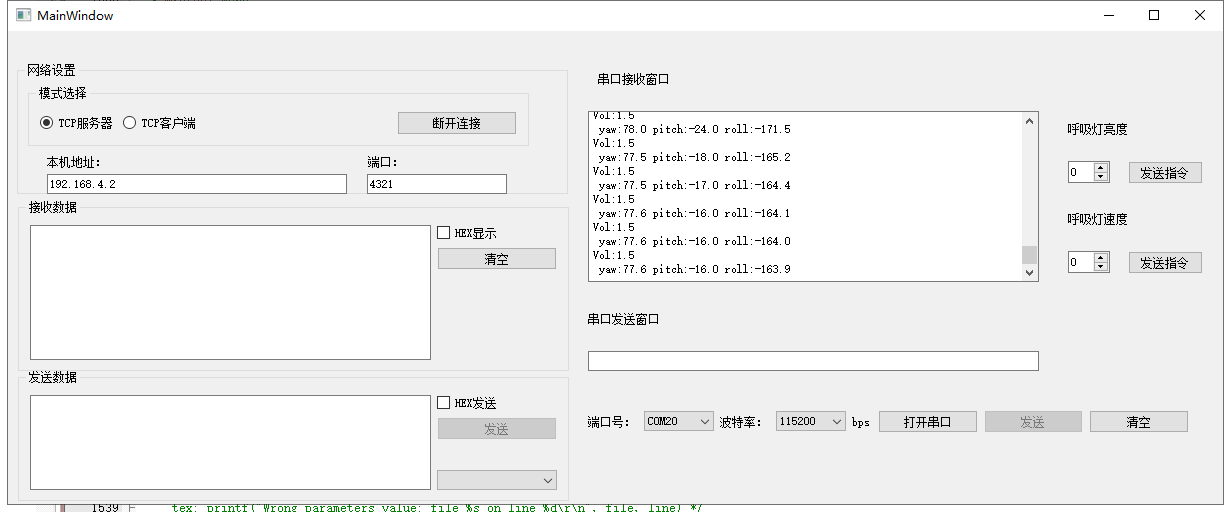 MainWindow
网络设置
模式选择
TCP服务器 TCP客户端 断开连接
本机地址： 端口：
192.168.4.2 4321
接收数据
HEX显示
清空
发送数据
HEX发送
发送
串口接收窗口
Vol:1.5
yaw:78.0 pitch:-24.0 roll:-171.5
Vol:1.5
yaw:77.5 pitch:-18.0 roll:-165.2
Vol:1.5
yaw:77.5 pitch:-17.0 roll:-164.4
Vol:1.5
yaw:77.6 pitch:-16.0 roll:-164.1
Vol:1.5
yaw:77.6 pitch:-16.0 roll:-164.0
Vol:1.5
yaw:77.6 pitch:-16.0 roll:-163.9
呼吸灯亮度
0 发送指令
呼吸灯速度
0 发送指令
串口发送窗口
端口号： COM20 波特率： 115200 bps 打开串口 发送 清空
1539 tex: printf("Wrong parameters value: file %s on line %d\r\n", file, line) */